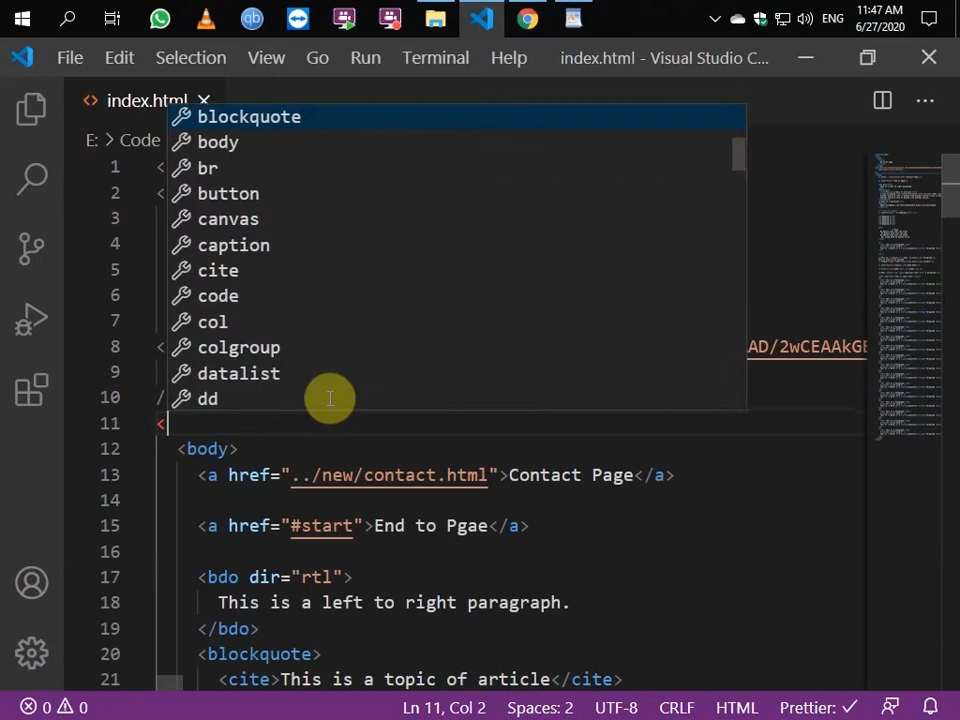 11:47 AM
ENG
6/27/2020
File Edit Selection View Go Run Terminal Help index.html - Visual Studio C...
index.html
E: > Code
blockquote
body
br
button
canvas
caption
cite
code
col
colgroup
datalist
dd
1 <
2 <
3
4
5
6
7
8 < AD/2wCEAAkGB
9
10 /
11 <
12 <body>
13 <a href="../new/contact.html">Contact Page</a>
14
15 <a href="#start">End to Pgae</a>
16
17 <bdo dir="rtl">
18 This is a left to right paragraph.
19 </bdo>
20 <blockquote>
21 <cite>This is a topic of article</cite>
0 0 Ln 11, Col 2 Spaces: 2 UTF-8 CRLF HTML Prettier: ✓